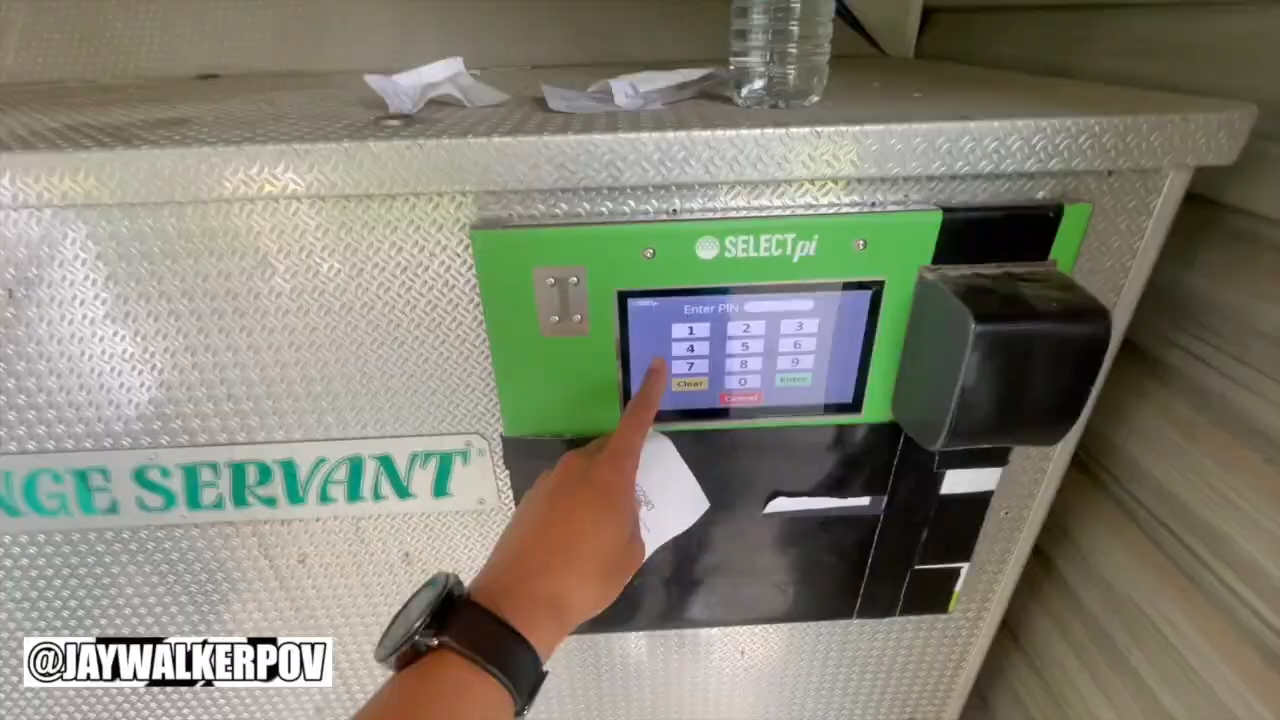 SELECTpi
Enter PIN
1 2 3
4 5 6
7 8 9
Clear 0 Enter
Cancel
NGE SERVANT®
@JAYWALKERPOV